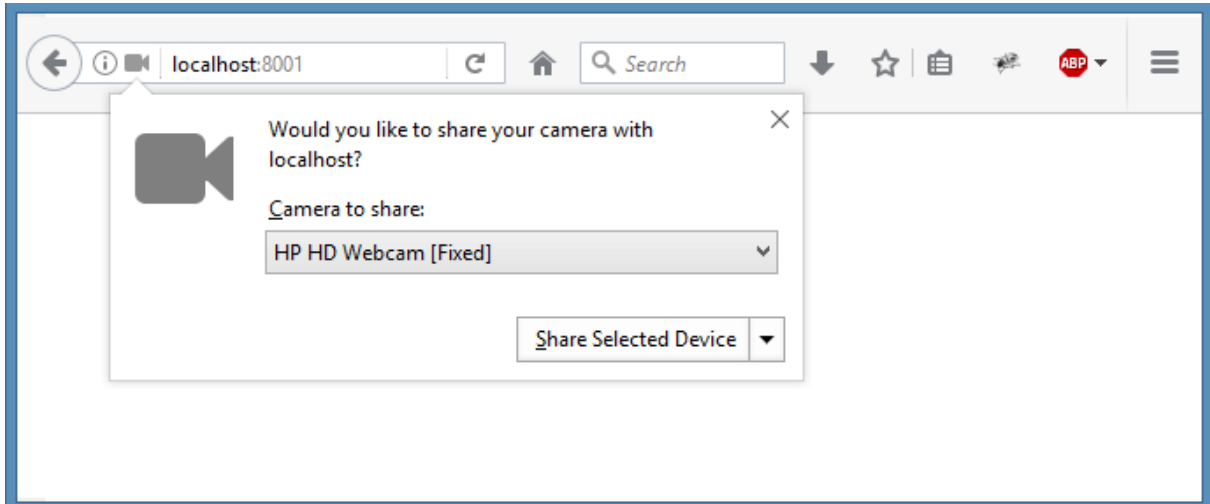 localhost:8001
Search
ABP
Would you like to share your camera with
localhost?
Camera to share:
HP HD Webcam [Fixed]
Share Selected Device